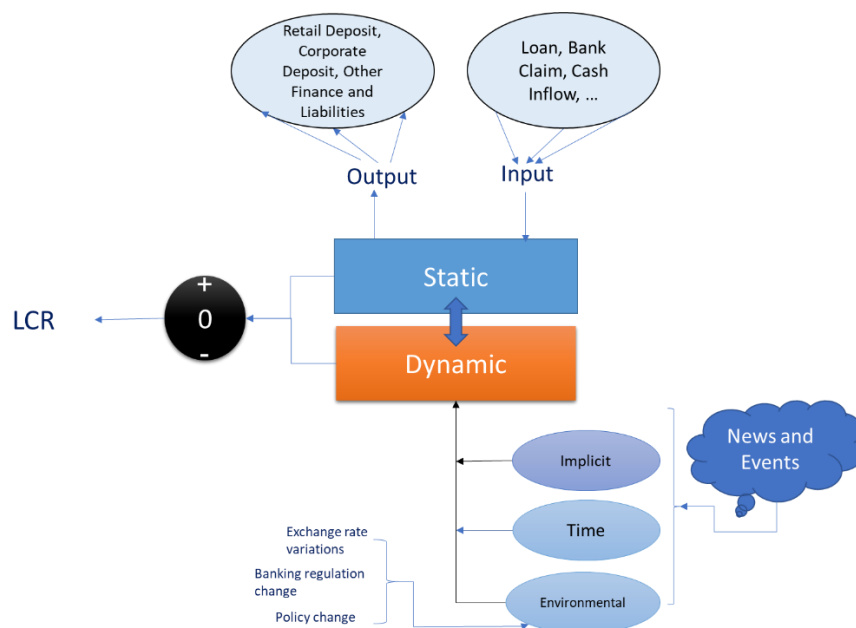 Retail Deposit,
Corporate
Deposit, Other
Finance and
Liabilities
Loan, Bank
Claim, Cash
Inflow, ...
Output
Input
Static
LCR
+
0
-
Dynamic
News and
Events
Implicit
Time
Environmental
Exchange rate
variations
Banking regulation
change
Policy change